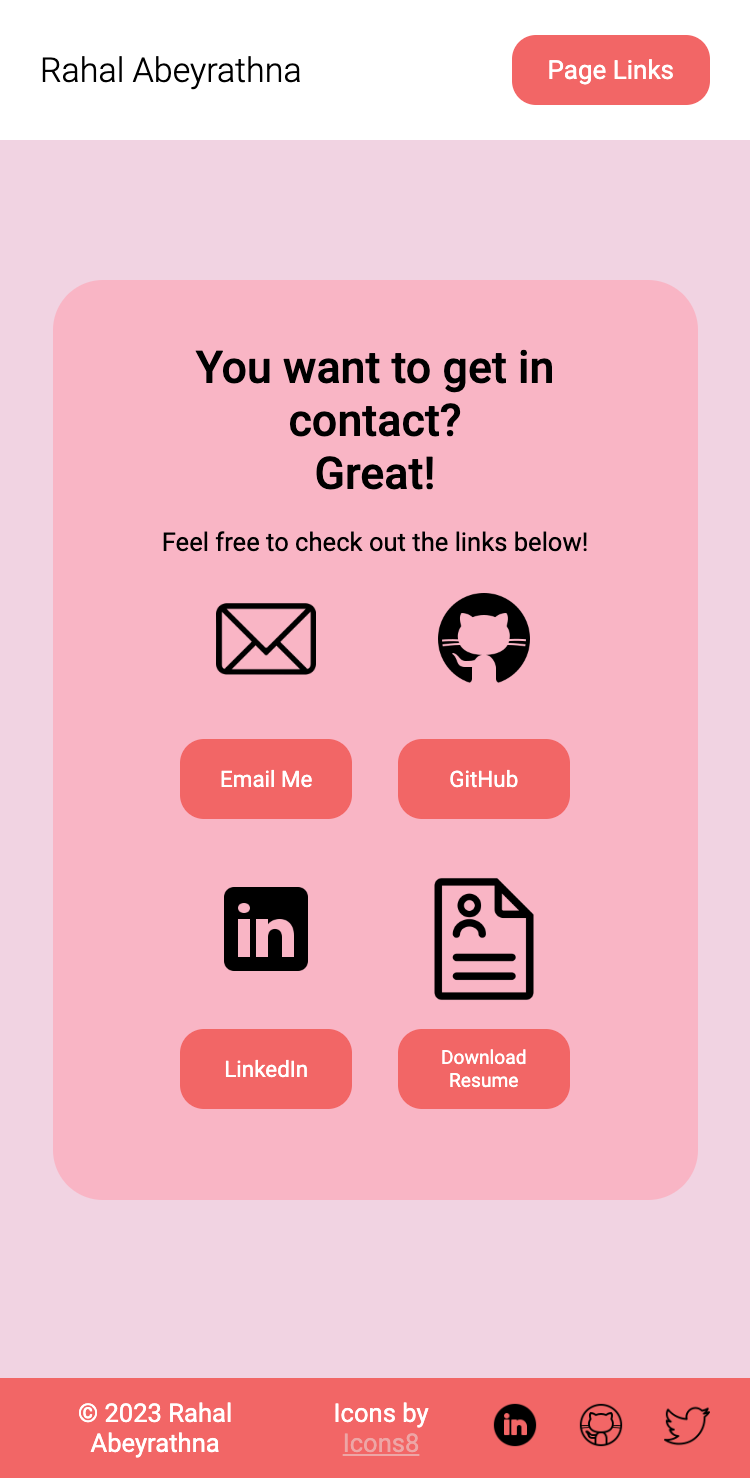 Rahal Abeyrathna
Page Links
You want to get in
contact?
Great!
Feel free to check out the links below!
Email Me
GitHub
in
LinkedIn
Download
Resume
© 2023 Rahal
Abeyrathna
Icons by
Icons8
in